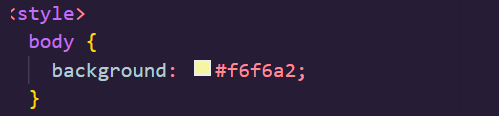 <style>
body {
background: #f6f6a2;
}